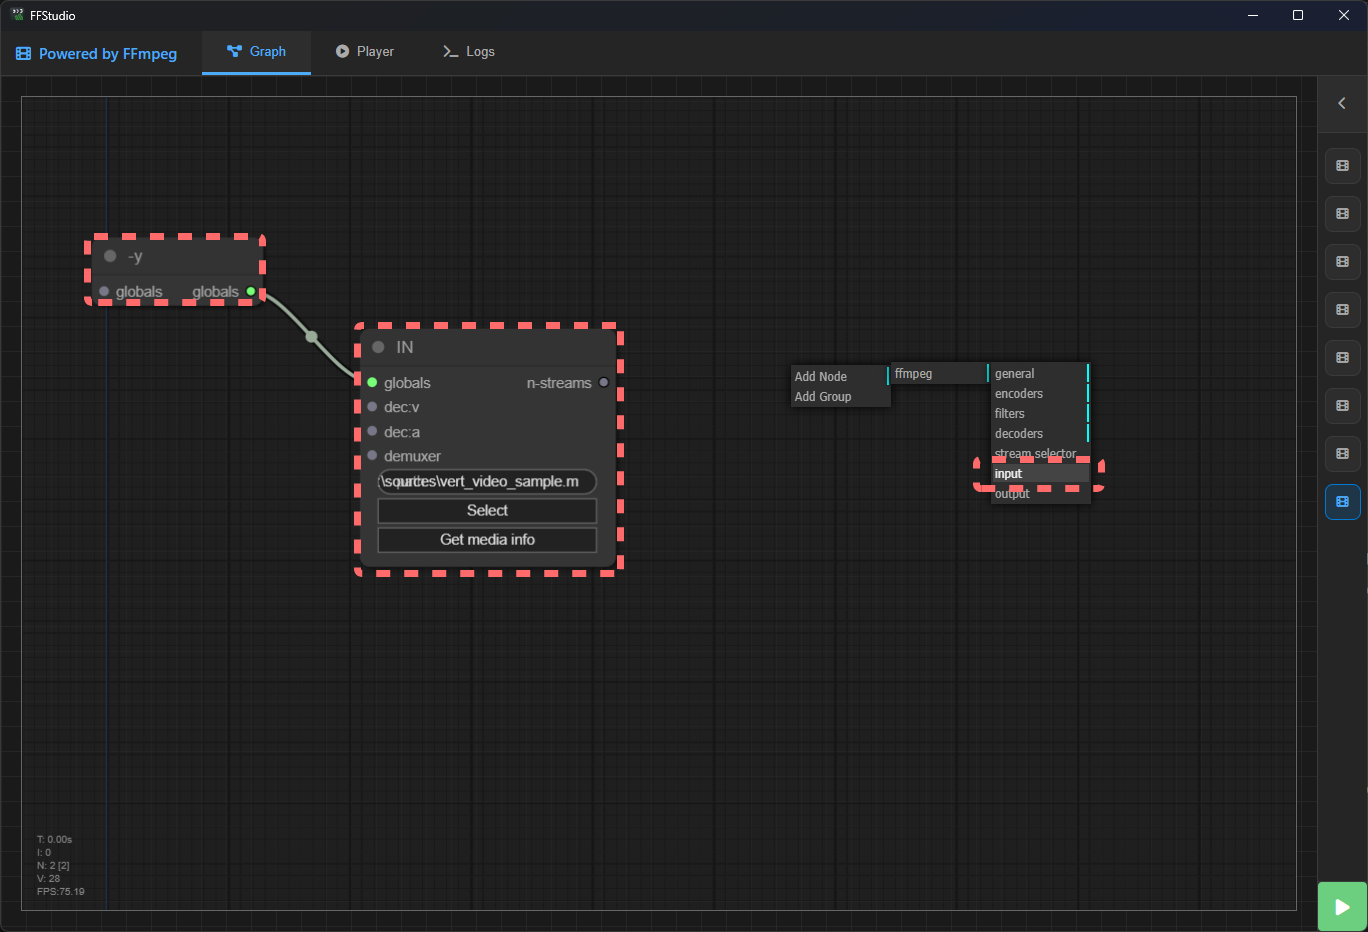 FFStudio
Powered by FFmpeg
Graph
Player
Logs
-y
globals globals
IN
globals n-streams
dec:v
dec:a
demuxer
:\sources\vert_video_sample.m
Select
Get media info
Add Node
Add Group
ffmpeg
general
encoders
filters
decoders
stream selector
input
output
T: 0.00s
I: 0
N: 2 [2]
V: 28
FPS:75.19